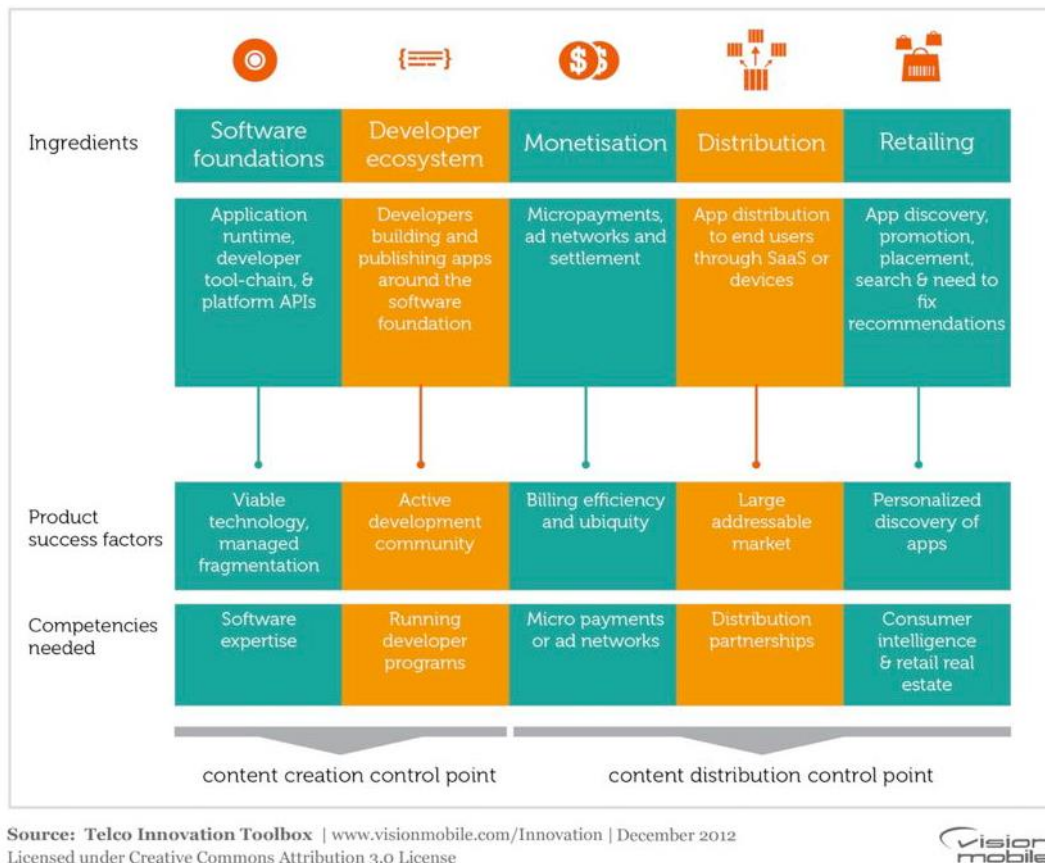 Ingredients
Software
foundations
Developer
ecosystem
Monetisation
Distribution
Retailing
Application
runtime,
developer
tool-chain, &
platform APIs
Developers
building and
publishing apps
around the
software
foundation
Micropayments,
ad networks and
settlement
App distribution
to end users
through SaaS or
devices
App discovery,
promotion,
placement,
search & need to
fix
recommendations
Product
success factors
Viable
technology,
managed
fragmentation
Active
development
community
Billing efficiency
and ubiquity
Large
addressable
market
Personalized
discovery of
apps
Competencies
needed
Software
expertise
Running
developer
programs
Micro payments
or ad networks
Distribution
partnerships
Consumer
intelligence
& retail real
estate
content creation control point
content distribution control point
Source: Telco Innovation Toolbox | www.visionmobile.com/Innovation | December 2012
Licensed under Creative Commons Attribution 3.0 License
vision
mobile